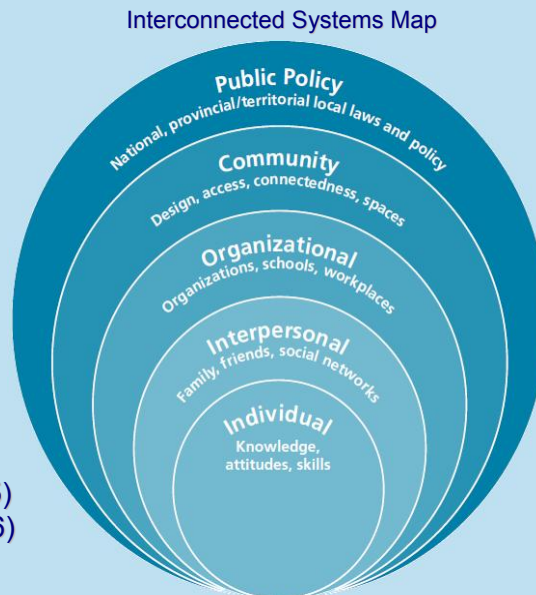 Interconnected Systems Map
Public Policy
National, provincial/territorial local laws and policy
Community
Design, access, connectedness, spaces
Organizational
Organizations, schools, workplaces
Interpersonal
Family, friends, social networks
Individual
Knowledge,
attitudes, skills
)
6)